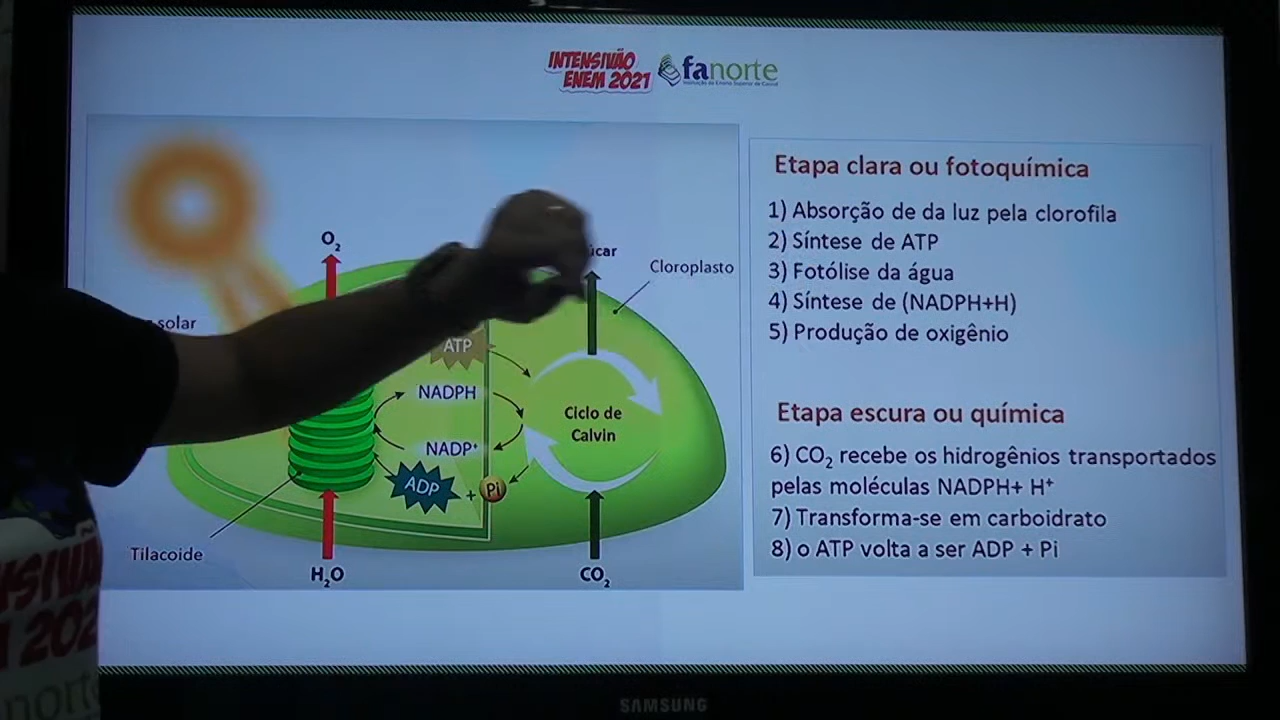 INTENSIVÃO
ENEM 2021
fanorte
Etapa clara ou fotoquímica
1) Absorção de da luz pela clorofila
2) Síntese de ATP
3) Fotólise da água
4) Síntese de (NADPH+H)
5) Produção de oxigênio
Etapa escura ou química
6) CO₂ recebe os hidrogênios transportados
pelas moléculas NADPH+ H⁺
7) Transforma-se em carboidrato
8) o ATP volta a ser ADP + Pi
O₂
Cloroplasto
solar
ATP
NADPH
Ciclo de
Calvin
NADP⁺
ADP + Pi
Tilacoide
H₂O
CO₂
SAMSUNG